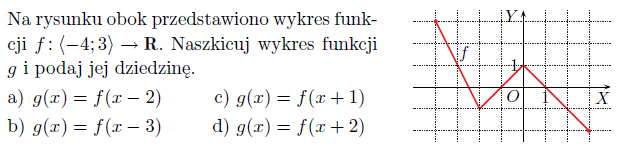 Na rysunku obok przedstawiono wykres funk-
cji f : ⟨−4; 3⟩ → R. Naszkicuj wykres funkcji
g i podaj jej dziedzinę.
a) g(x) = f(x − 2) c) g(x) = f(x + 1)
b) g(x) = f(x − 3) d) g(x) = f(x + 2)
Y
f
1
O 1 X